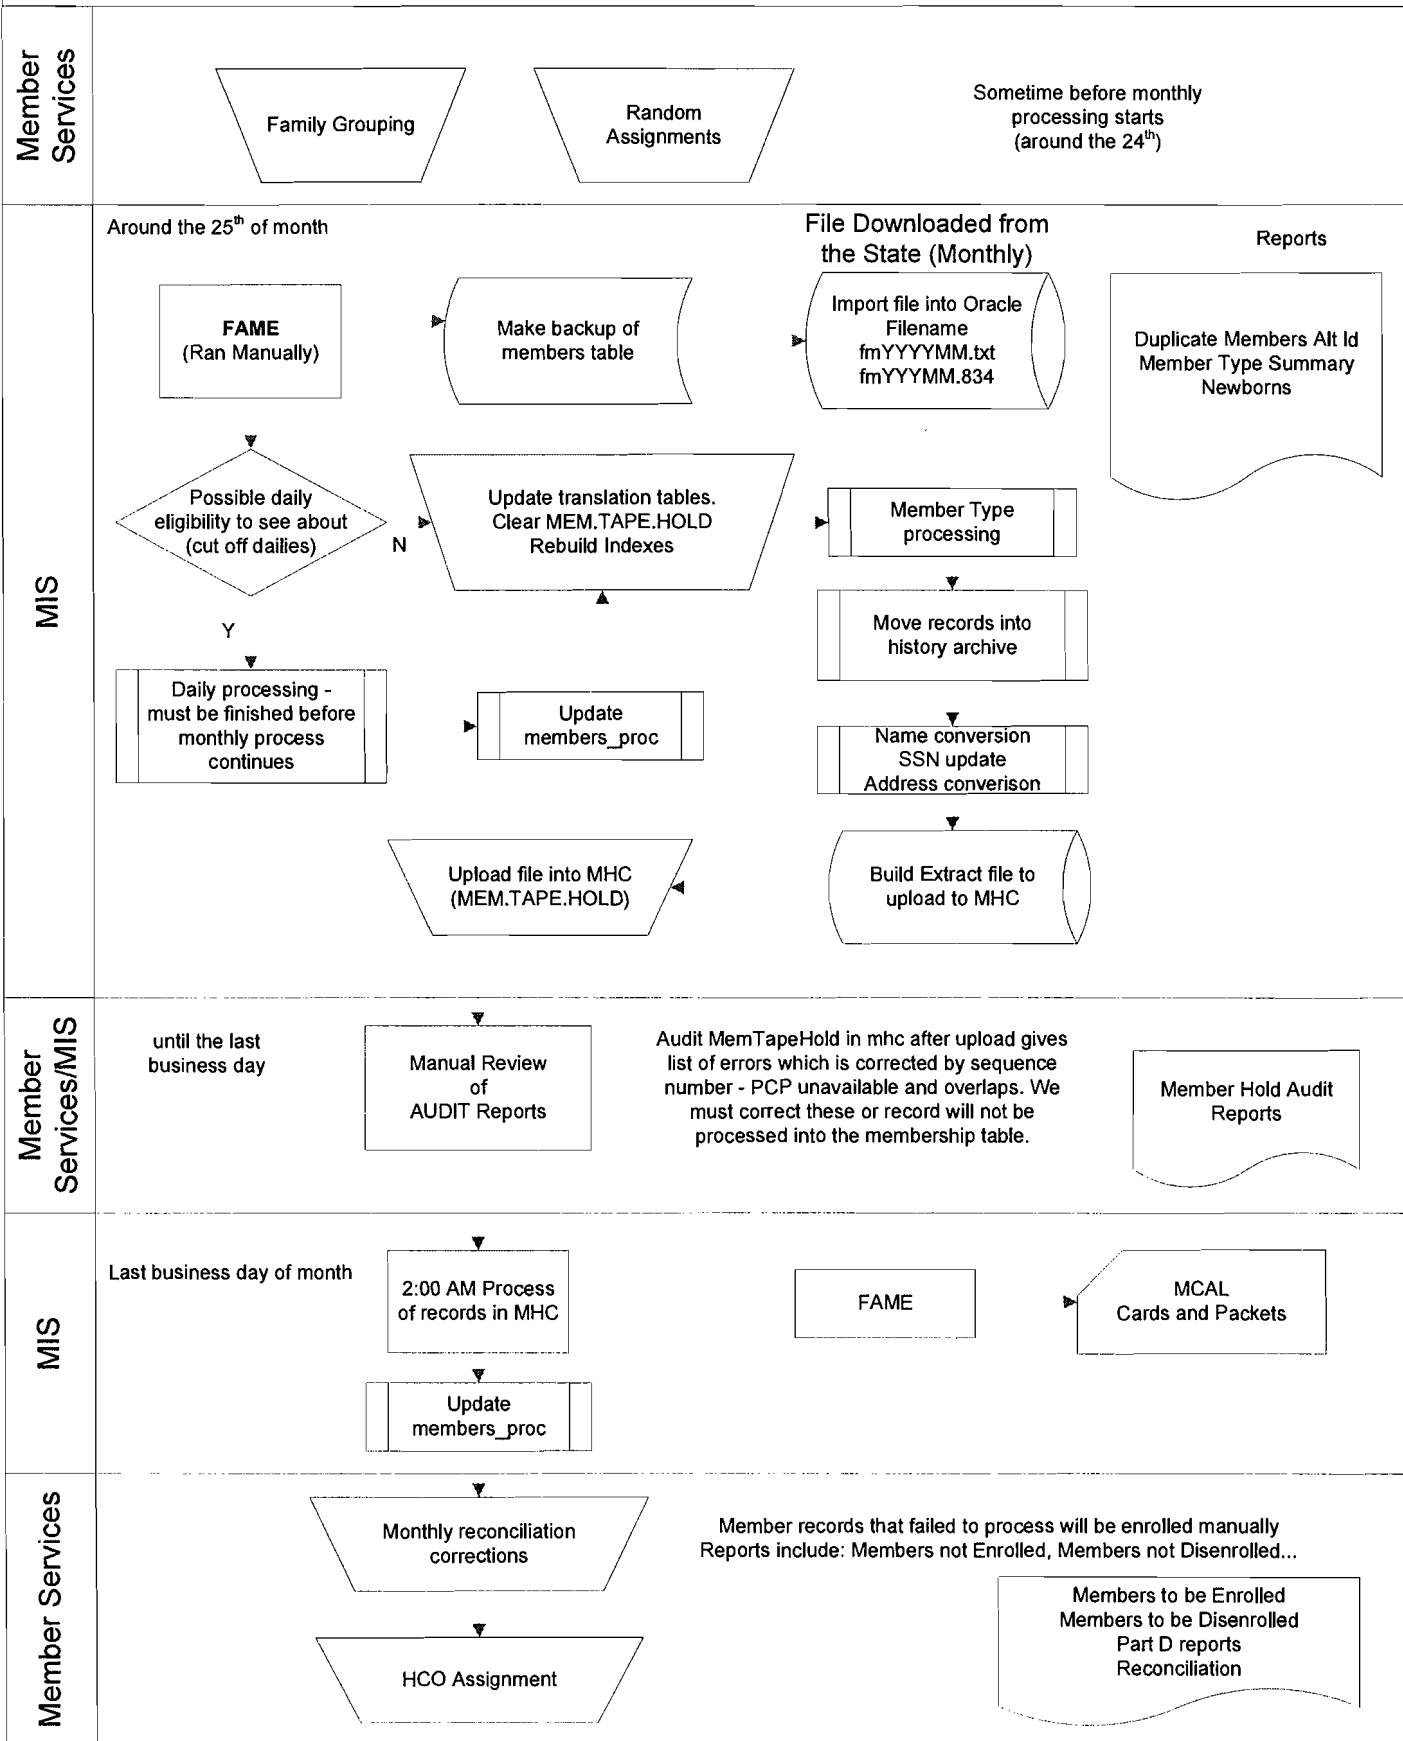 Member
Services
Family Grouping
Random
Assignments
Sometime before monthly
processing starts
(around the 24th)
MIS
Around the 25th of month
File Downloaded from
the State (Monthly)
Reports
FAME
(Ran Manually)
Make backup of
members table
Import file into Oracle
Filename
fmYYYYMM.txt
fmYYYMM.834
Duplicate Members Alt Id
Member Type Summary
Newborns
Possible daily
eligibility to see about
(cut off dailies)
N
Update translation tables.
Clear MEM.TAPE.HOLD
Rebuild Indexes
Member Type
processing
Y
Move records into
history archive
Daily processing -
must be finished before
monthly process
continues
Update
members_proc
Name conversion
SSN update
Address converison
Upload file into MHC
(MEM.TAPE.HOLD)
Build Extract file to
upload to MHC
Member
Services/MIS
until the last
business day
Manual Review
of
AUDIT Reports
Audit MemTapeHold in mhc after upload gives
list of errors which is corrected by sequence
number - PCP unavailable and overlaps. We
must correct these or record will not be
processed into the membership table.
Member Hold Audit
Reports
MIS
Last business day of month
2:00 AM Process
of records in MHC
FAME
MCAL
Cards and Packets
Update
members_proc
Member Services
Monthly reconciliation
corrections
Member records that failed to process will be enrolled manually
Reports include: Members not Enrolled, Members not Disenrolled...
Members to be Enrolled
Members to be Disenrolled
Part D reports
Reconciliation
HCO Assignment